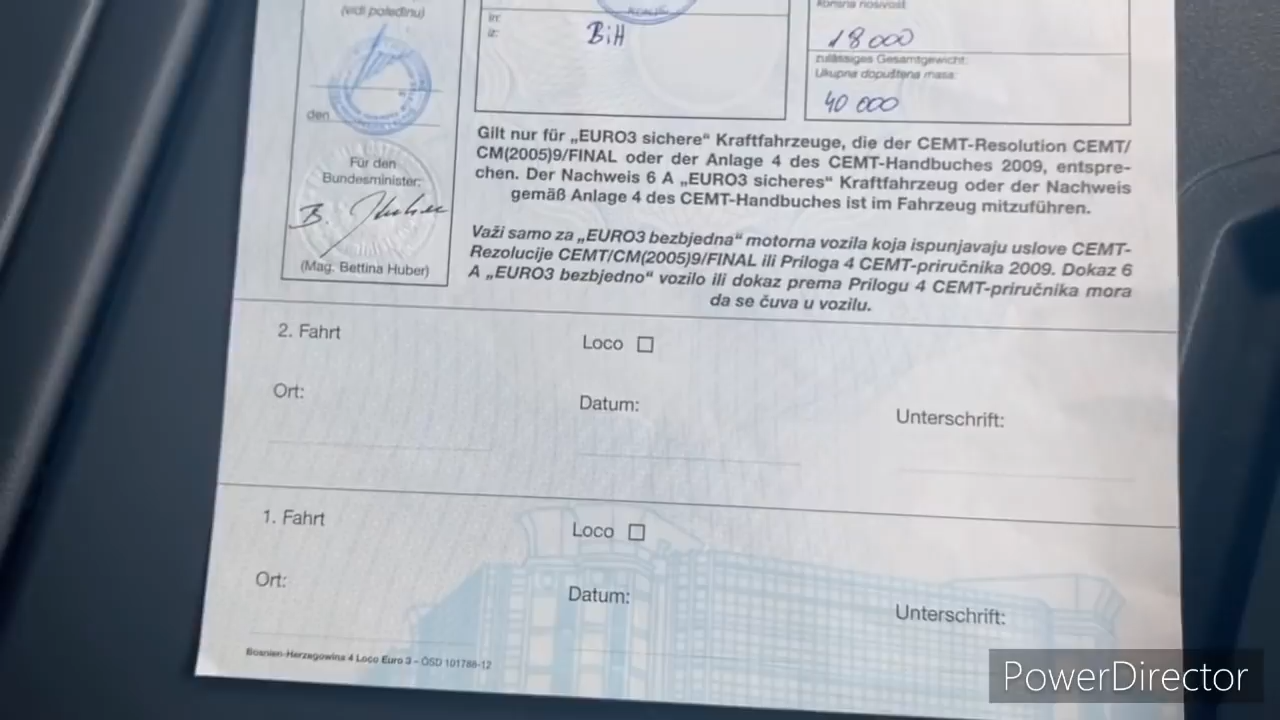 (vidi poleđinu)
den
Für den
Bundesminister:
B. Huber
(Mag. Bettina Huber)
in:
iz:
BiH
korisna nosivost
18 000
zulässiges Gesamtgewicht:
Ukupna dopuštena masa:
40 000
Gilt nur für „EURO3 sichere“ Kraftfahrzeuge, die der CEMT-Resolution CEMT/
CM(2005)9/FINAL oder der Anlage 4 des CEMT-Handbuches 2009, entspre-
chen. Der Nachweis 6 A „EURO3 sicheres“ Kraftfahrzeug oder der Nachweis
gemäß Anlage 4 des CEMT-Handbuches ist im Fahrzeug mitzuführen.
Važi samo za „EURO3 bezbjedna“ motorna vozila koja ispunjavaju uslove CEMT-
Rezolucije CEMT/CM(2005)9/FINAL ili Priloga 4 CEMT-priručnika 2009. Dokaz 6
A „EURO3 bezbjedno“ vozilo ili dokaz prema Prilogu 4 CEMT-priručnika mora
da se čuva u vozilu.
2. Fahrt
Loco
Ort:
Datum:
Unterschrift:
1. Fahrt
Loco
Ort:
Datum:
Unterschrift:
Bosnien-Herzegowina 4 Loco Euro 3 – ÖSD 101788-12
PowerDirector